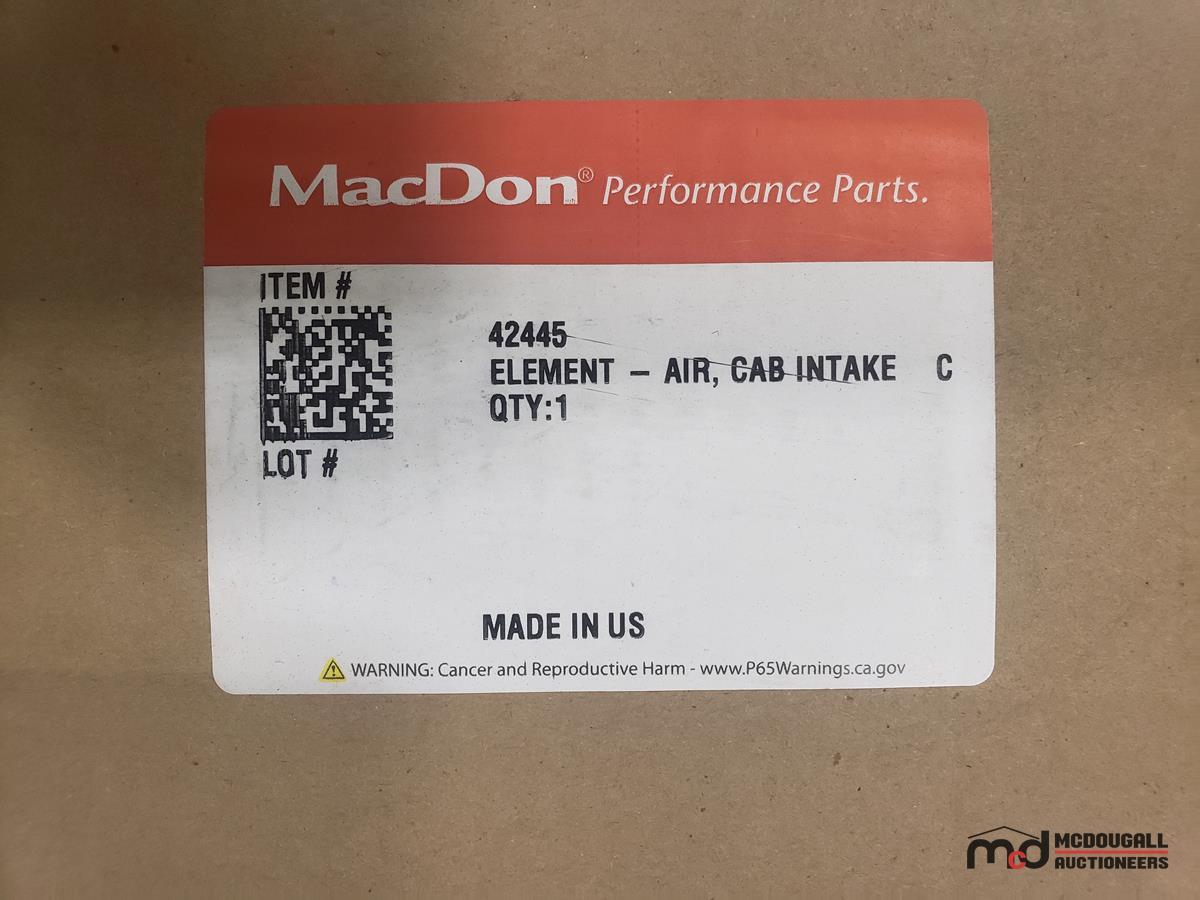 MacDon® Performance Parts.
ITEM #
42445
ELEMENT – AIR, CAB INTAKE C
QTY:1
LOT #
MADE IN US
WARNING: Cancer and Reproductive Harm - www.P65Warnings.ca.gov
mcd MCDOUGALL
AUCTIONEERS